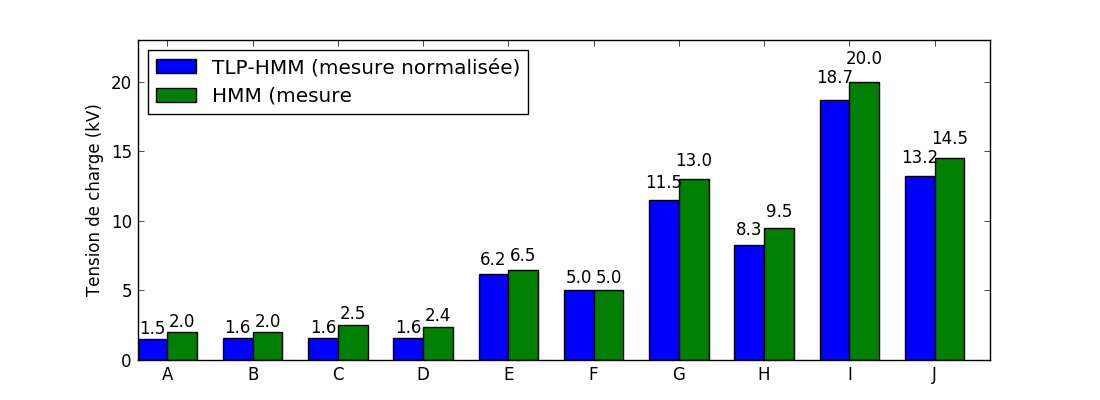 TLP-HMM (mesure normalisée)
HMM (mesure
Tension de charge (kV)
20
15
10
5
0
1.5 2.0 1.6 2.0 1.6 2.5 1.6 2.4 6.2 6.5 5.0 5.0 11.5 13.0 8.3 9.5 18.7 20.0 13.2 14.5
A B C D E F G H I J